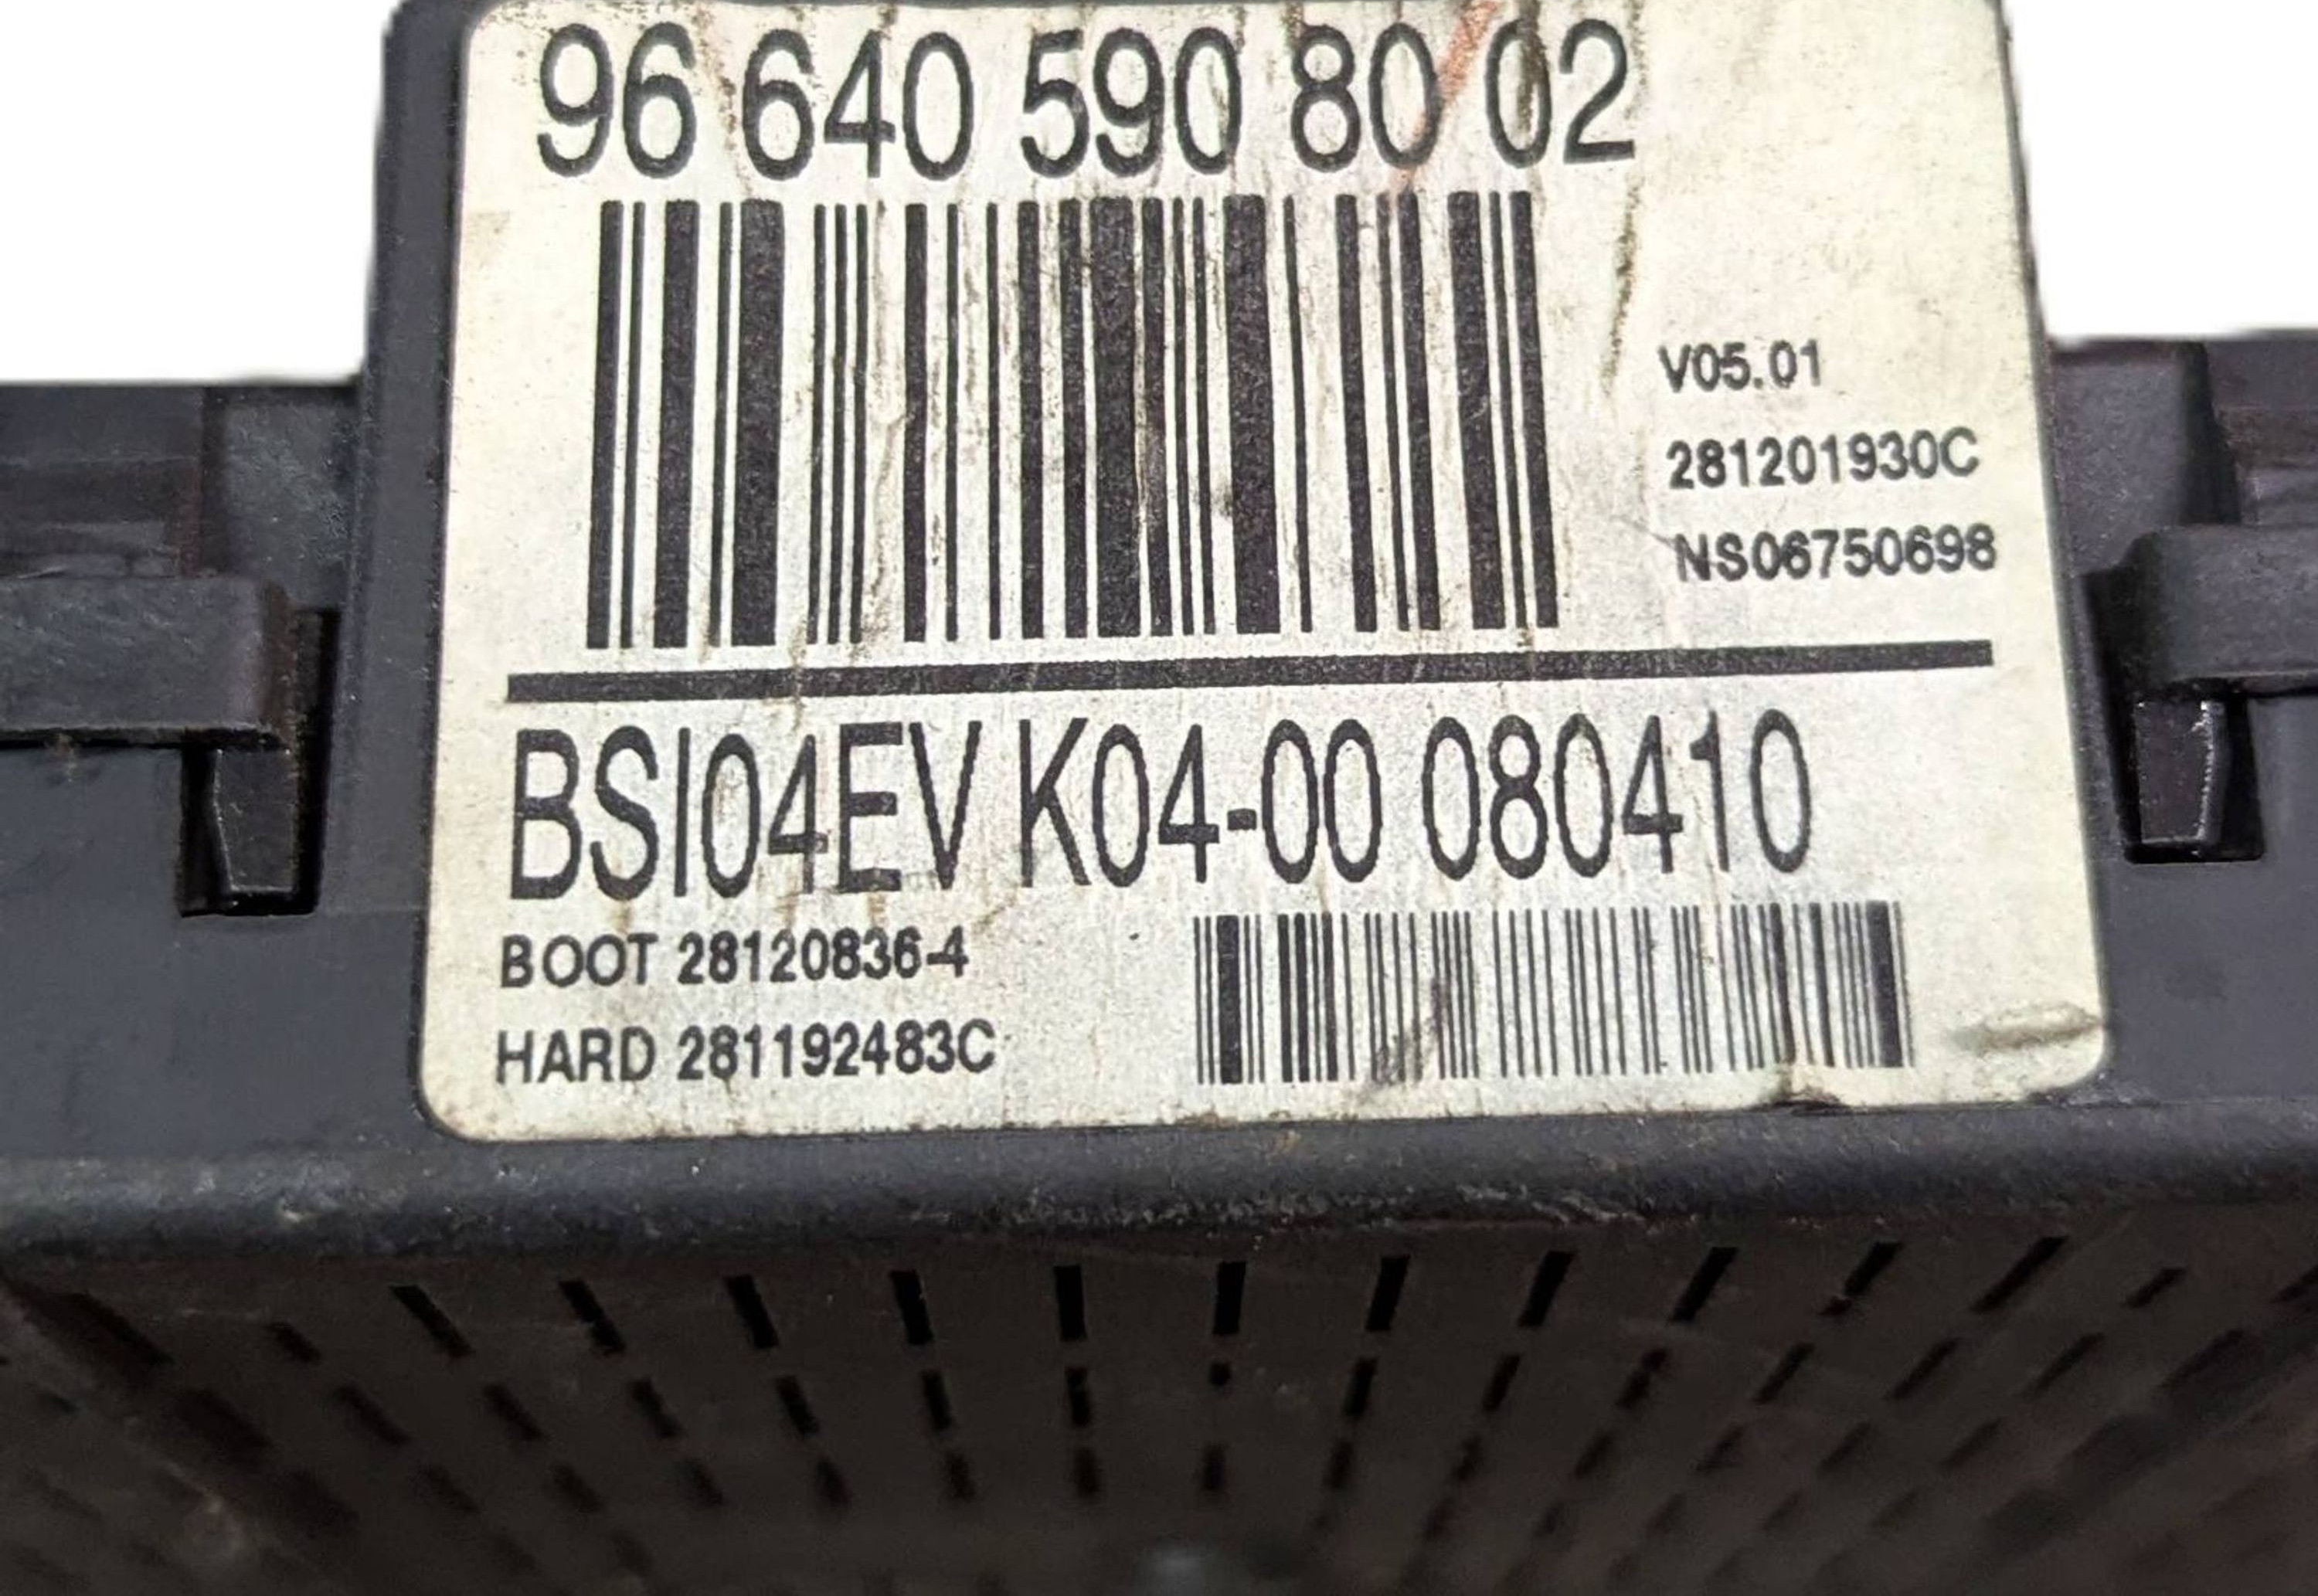 96 640 590 80 02
V05.01
281201930C
NS06750698
BSI04EV K04-00 080410
BOOT 28120836-4
HARD 281192483C